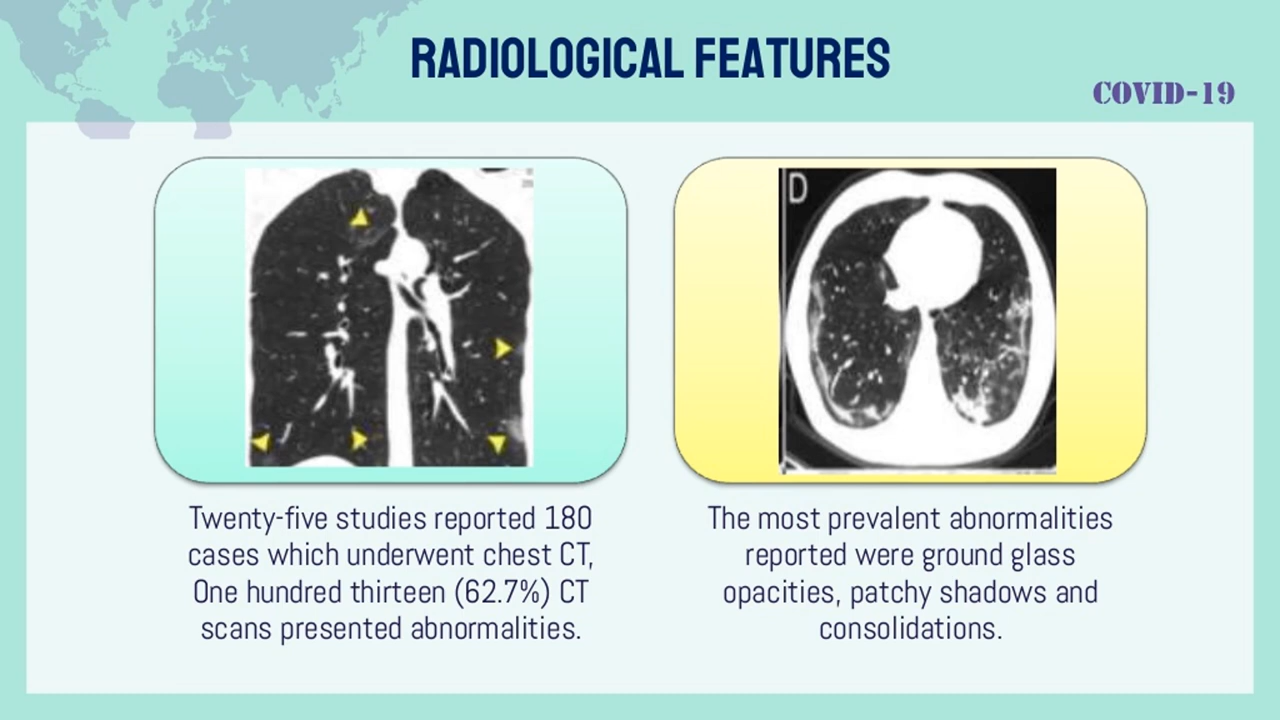 RADIOLOGICAL FEATURES
COVID-19
D
Twenty-five studies reported 180
cases which underwent chest CT,
One hundred thirteen (62.7%) CT
scans presented abnormalities.
The most prevalent abnormalities
reported were ground glass
opacities, patchy shadows and
consolidations.